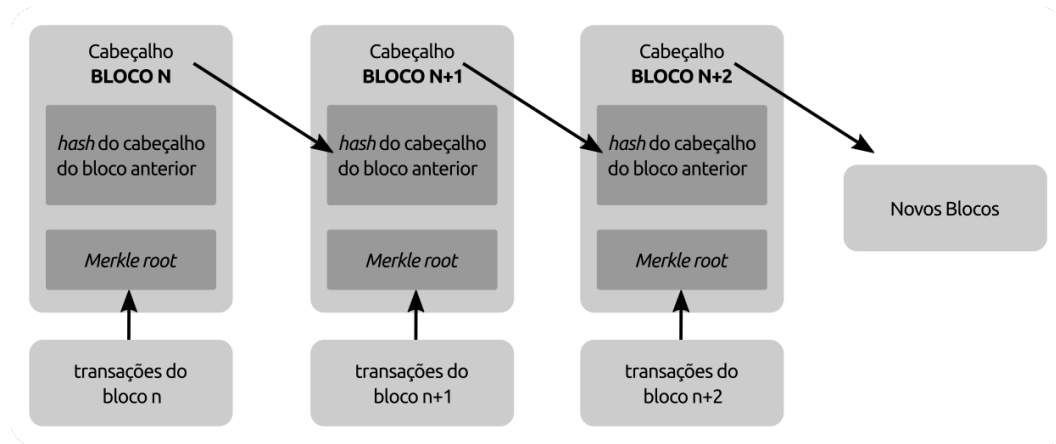 Cabeçalho
BLOCO N
hash do cabeçalho
do bloco anterior
Merkle root
transações do
bloco n
Cabeçalho
BLOCO N+1
hash do cabeçalho
do bloco anterior
Merkle root
transações do
bloco n+1
Cabeçalho
BLOCO N+2
hash do cabeçalho
do bloco anterior
Merkle root
transações do
bloco n+2
Novos Blocos